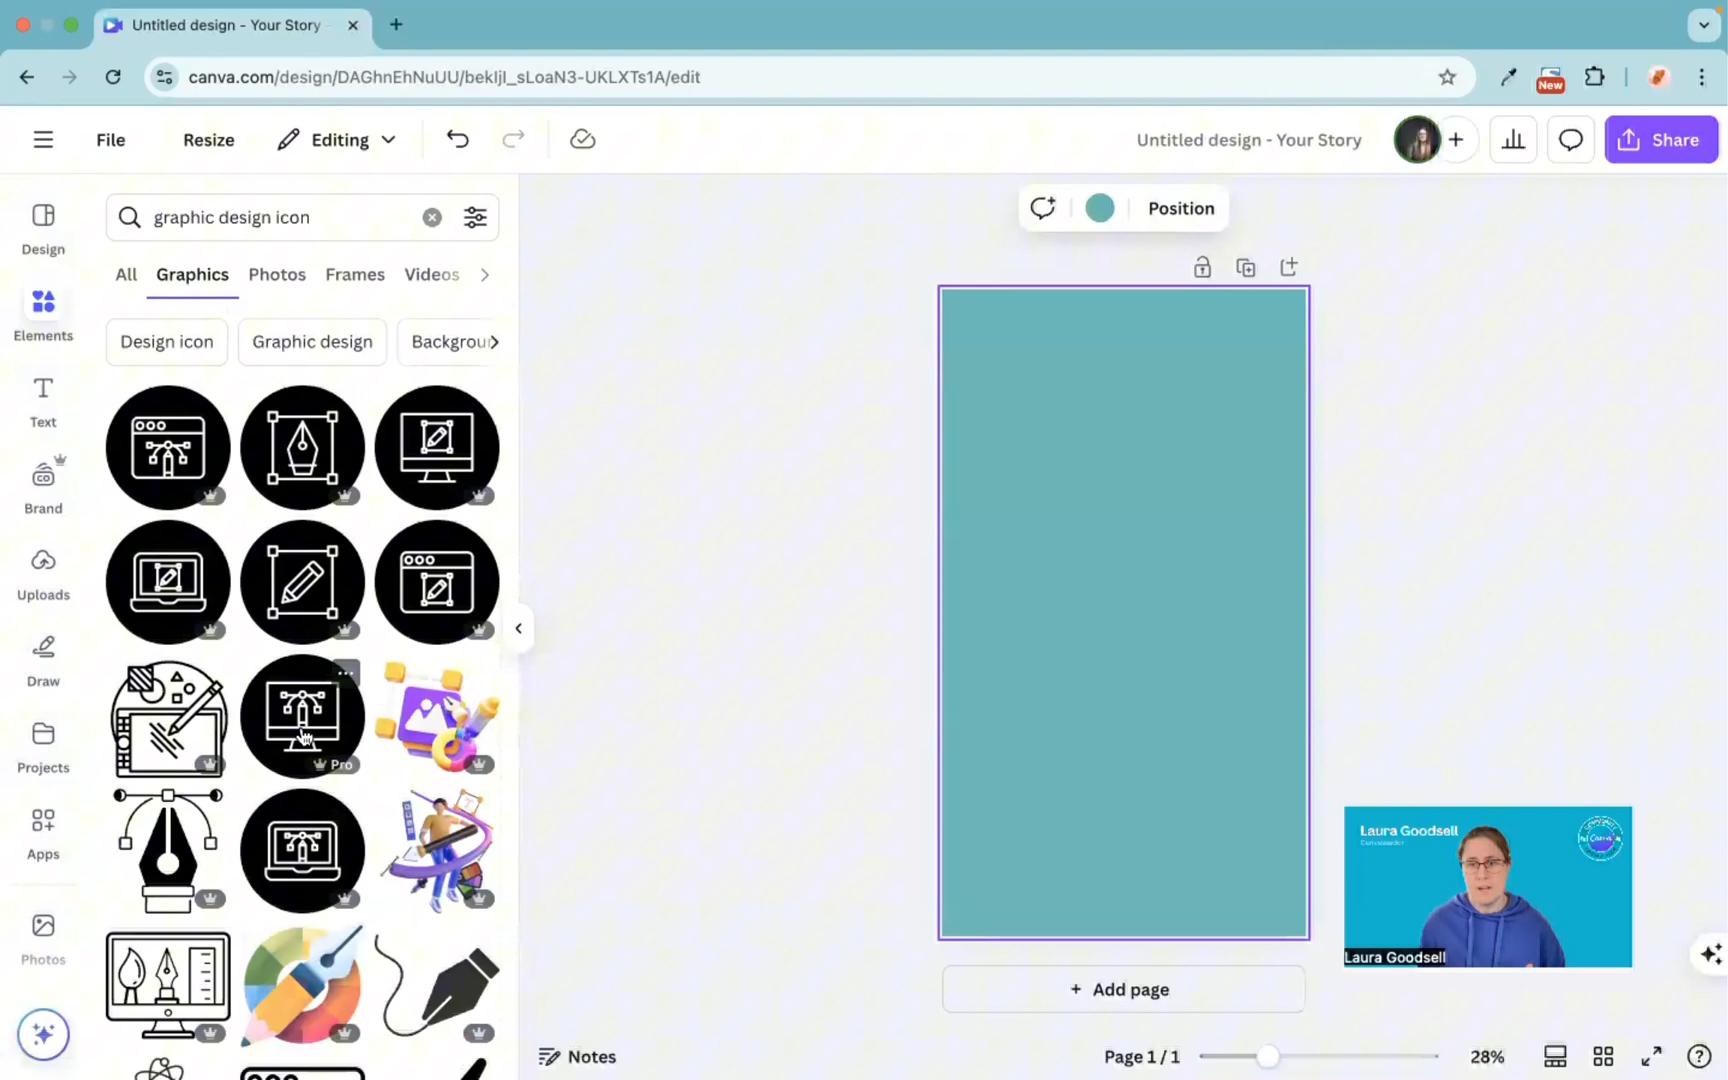 Untitled design - Your Story
canva.com/design/DAGhnEhNuUU/bekljI_sLoaN3-UKLXTs1A/edit
New
File
Resize
Editing
Untitled design - Your Story
Share
Design
Elements
Text
Brand
Uploads
Draw
Projects
Apps
Photos
graphic design icon
All
Graphics
Photos
Frames
Videos
Design icon
Graphic design
Backgroun
Pro
Position
+ Add page
Laura Goodsell
Laura Goodsell
Notes
Page 1 / 1
28%